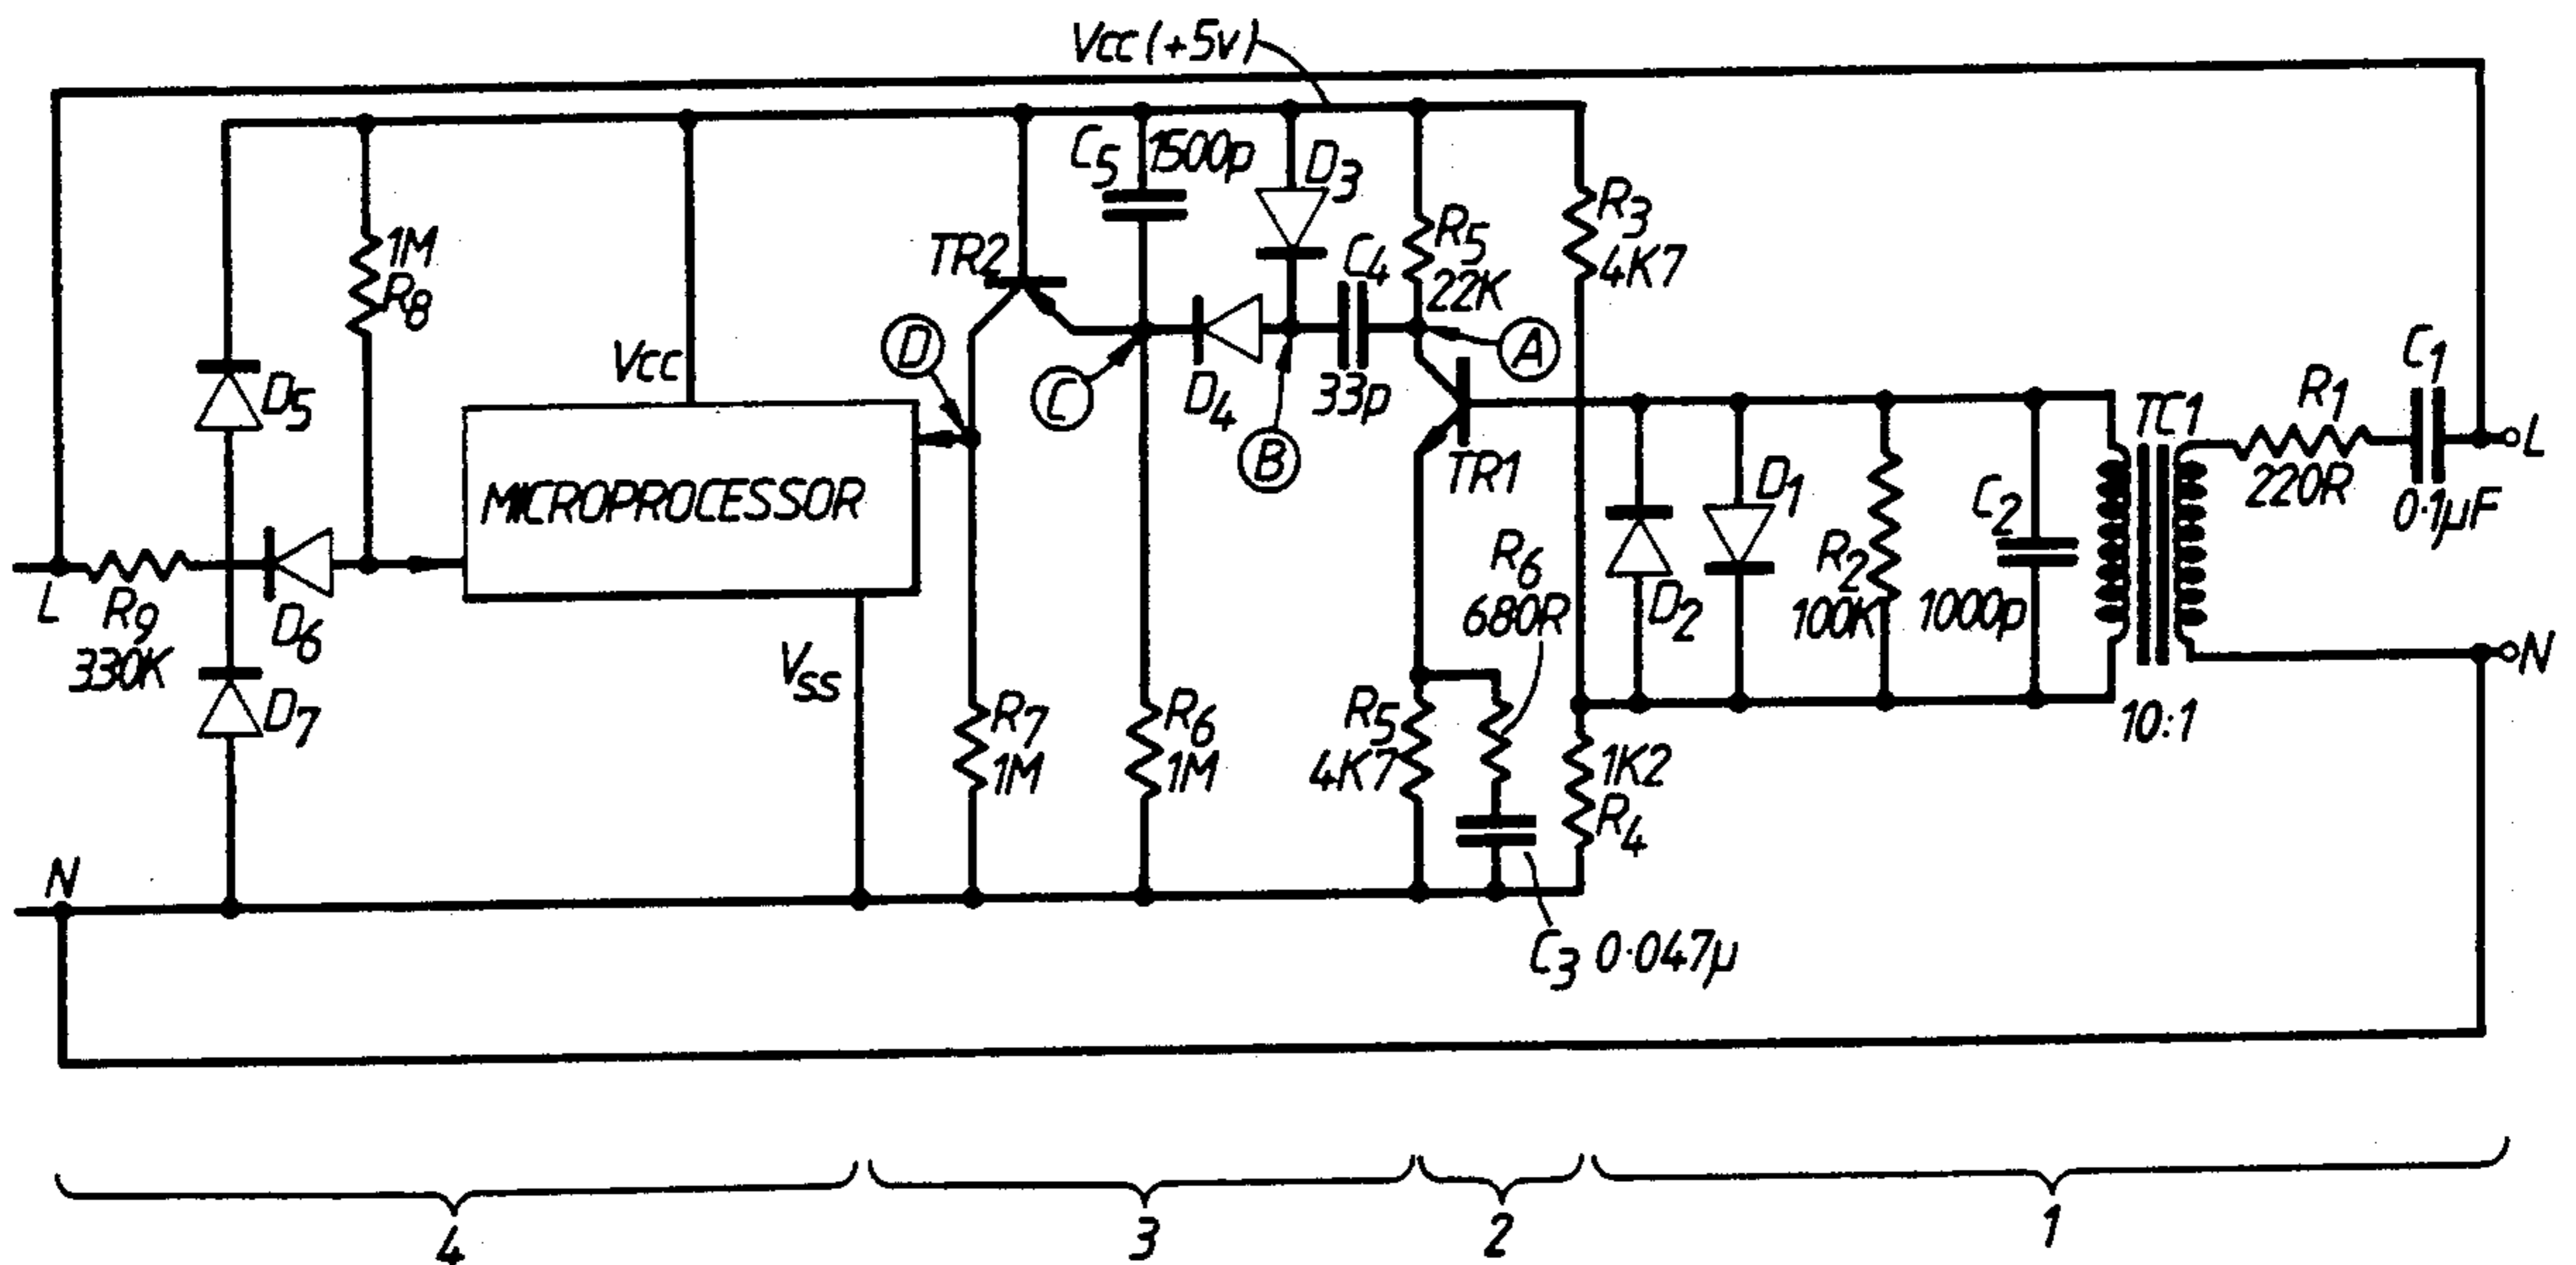 Vcc (+5v)
C5 1500p
D3
R5
22K
R3
4K7
1M
R8
TR2
C4
33p
A
D
C
B
Vcc
D4
TR1
D5
MICROPROCESSOR
TC1
R1
220R
C1
0·1µF
L
D1
D2
R2
100K
C2
1000p
R6
680R
L
R9
330K
D6
VSS
D7
R7
1M
R6
1M
R5
4K7
1K2
R4
10:1
N
N
C3 0·047µ
4
3
2
1